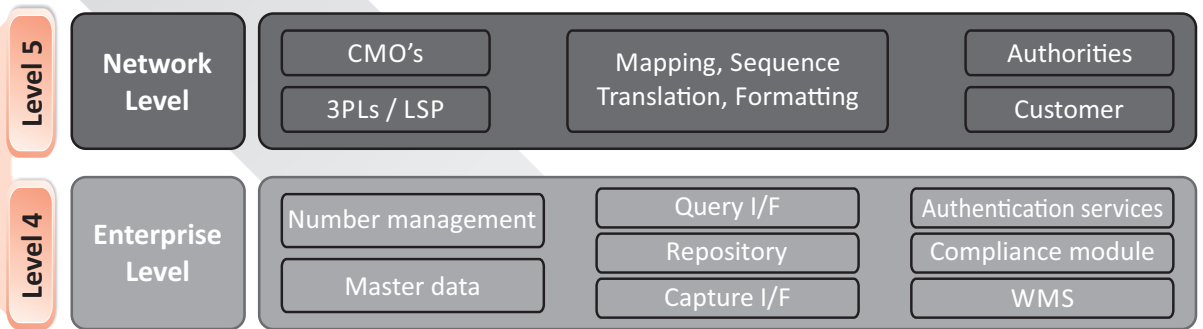 Level 5
Network
Level
CMO’s
3PLs / LSP
Mapping, Sequence
Translation, Formatting
Authorities
Customer
Level 4
Enterprise
Level
Number management
Master data
Query I/F
Repository
Capture I/F
Authentication services
Compliance module
WMS